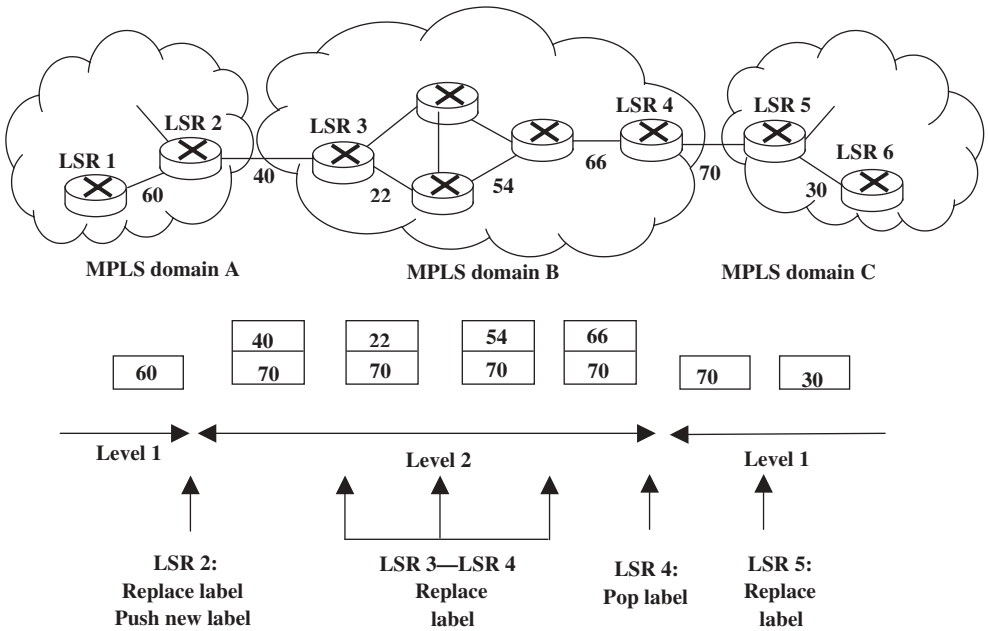 LSR 1
LSR 2
LSR 3
LSR 4
LSR 5
LSR 6
60
40
22
54
66
70
30
MPLS domain A
MPLS domain B
MPLS domain C
60
40
70
22
70
54
70
66
70
70
30
Level 1
Level 2
Level 1
LSR 2:
Replace label
Push new label
LSR 3—LSR 4
Replace
label
LSR 4:
Pop label
LSR 5:
Replace
label